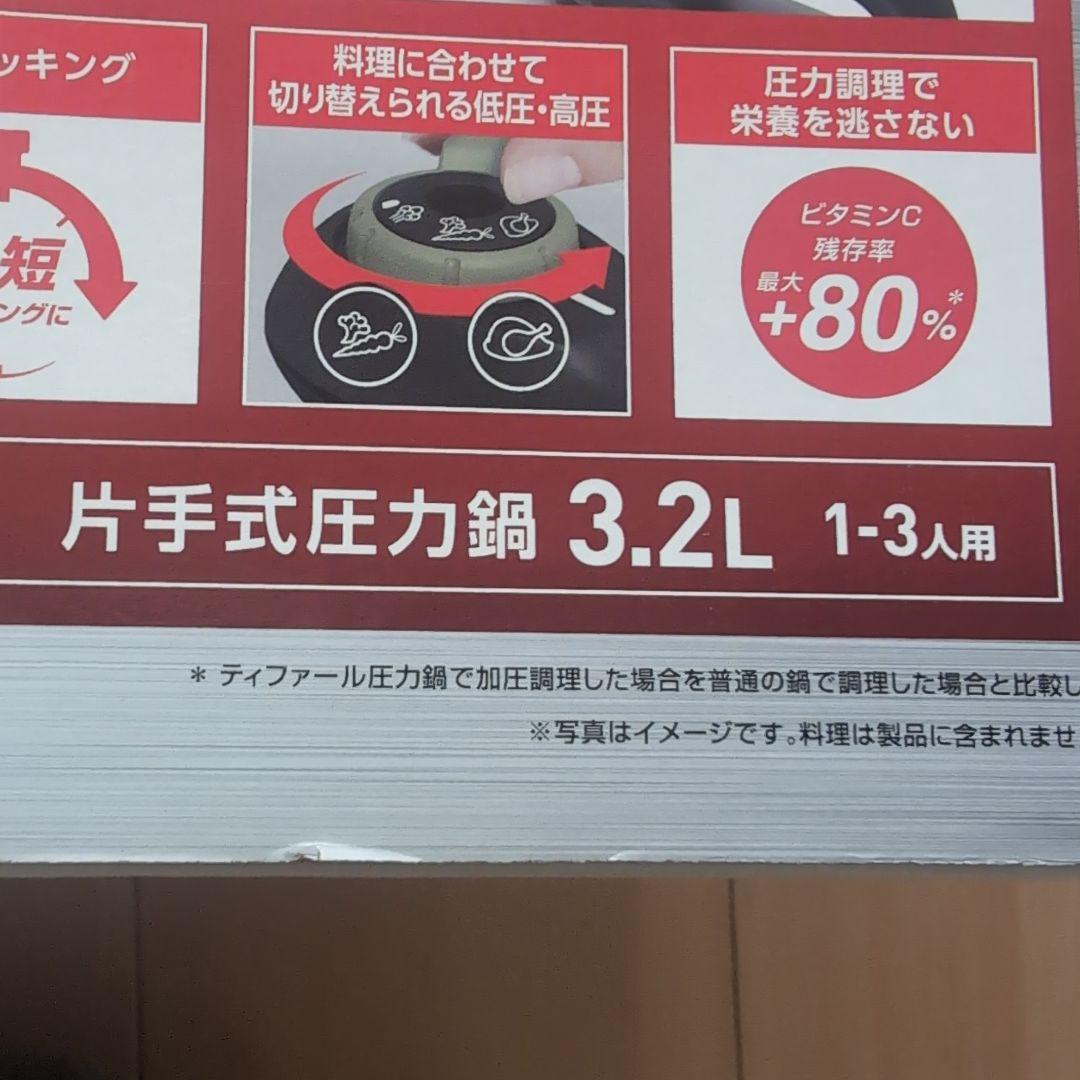 ッキング
短
ングに
料理に合わせて
切り替えられる低圧・高圧
圧力調理で
栄養を逃さない
ビタミンC
残存率
最大
+80%*
片手式圧力鍋 3.2L 1-3人用
* ティファール圧力鍋で加圧調理した場合を普通の鍋で調理した場合と比較し
※写真はイメージです。料理は製品に含まれませ